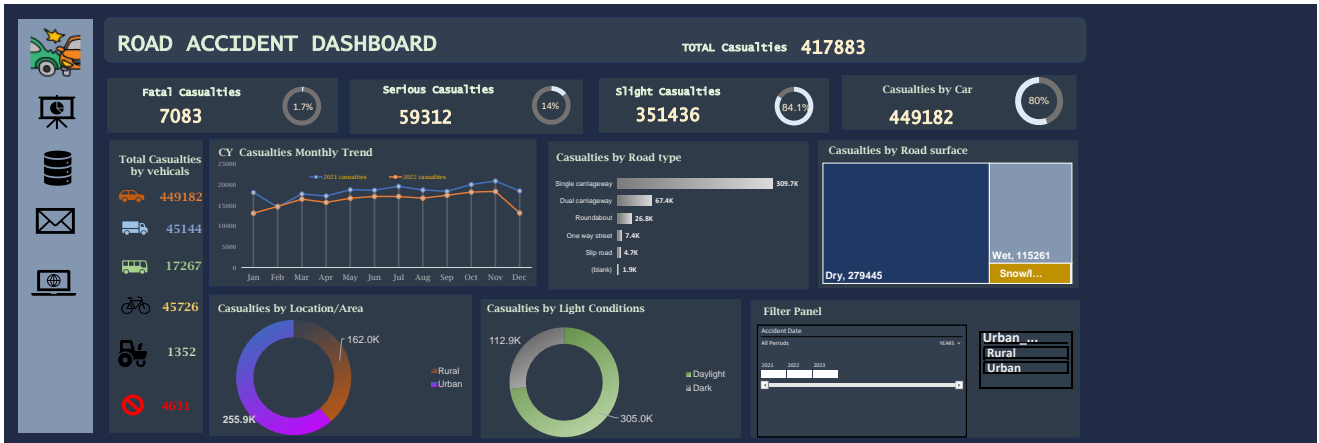 ROAD ACCIDENT DASHBOARD
TOTAL Casualties 417883
Fatal Casualties
7083
1.7%
Serious Casualties
59312
14%
Slight Casualties
351436
84.1%
Casualties by Car
449182
80%
Total Casualties
by vehicals
449182
45144
17267
45726
1352
4631
CY Casualties Monthly Trend
2021 casualties
2022 casualties
25000
20000
15000
10000
5000
0
Jan Feb Mar Apr May Jun Jul Aug Sep Oct Nov Dec
Casualties by Road type
Single carriageway 309.7K
Dual carriageway 67.4K
Roundabout 26.8K
One way street 7.4K
Slip road 4.7K
(blank) 1.9K
Casualties by Road surface
Dry, 279445
Wet, 115261
Snow/I...
Casualties by Location/Area
162.0K
255.9K
Rural
Urban
Casualties by Light Conditions
112.9K
305.0K
Daylight
Dark
Filter Panel
Accident Date
All Periods YEARS
2021 2022 2023
Urban_...
Rural
Urban